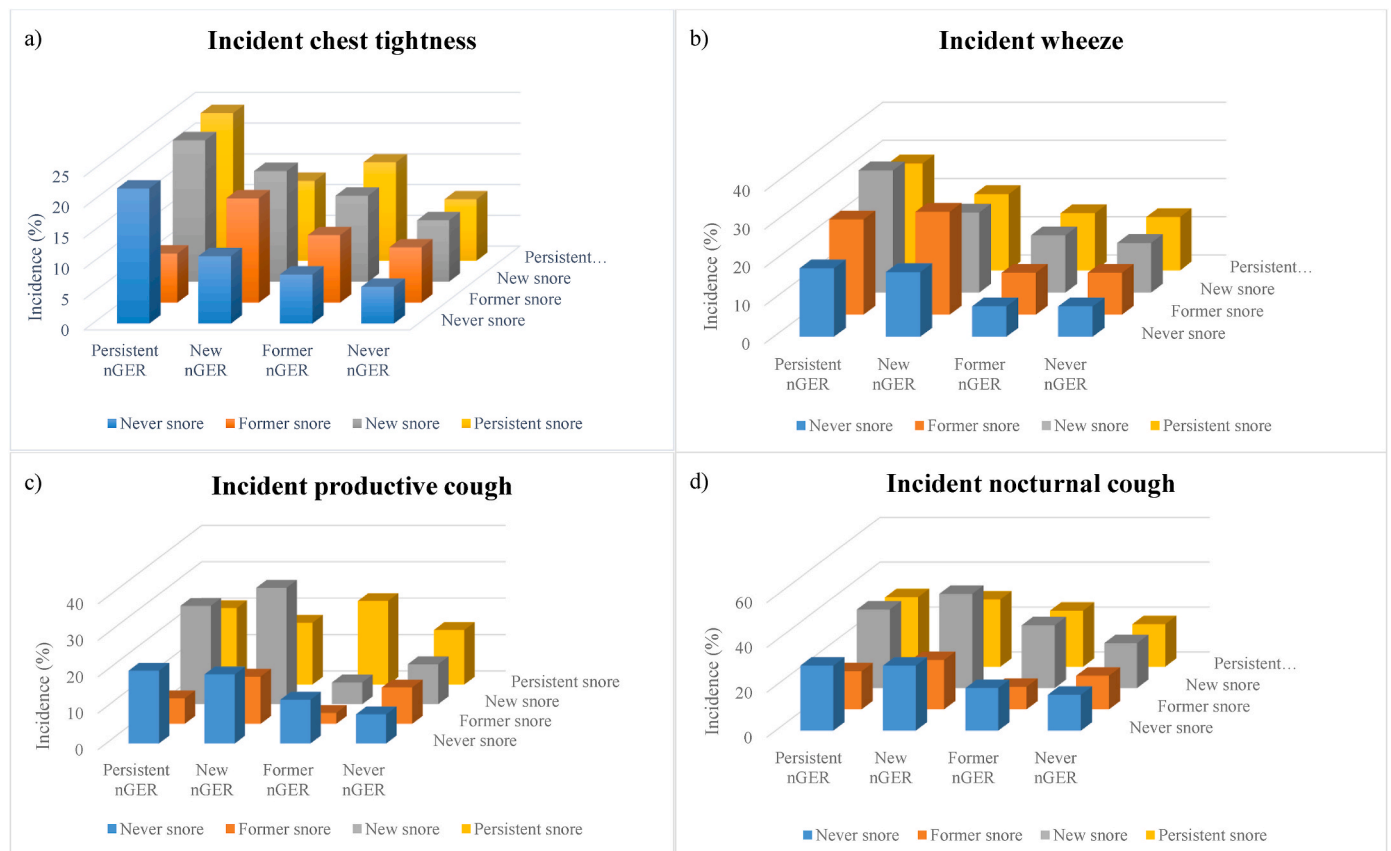 a)
Incident chest tightness
Incidence (%)
25
20
15
10
5
0
Persistent…
New snore
Former snore
Never snore
Persistent nGER
New nGER
Former nGER
Never nGER
Never snore Former snore New snore Persistent snore
b)
Incident wheeze
Incidence (%)
40
30
20
10
0
Persistent…
New snore
Former snore
Never snore
Persistent nGER
New nGER
Former nGER
Never nGER
Never snore Former snore New snore Persistent snore
c)
Incident productive cough
Incidence (%)
40
30
20
10
0
Persistent snore
New snore
Former snore
Never snore
Persistent nGER
New nGER
Former nGER
Never nGER
Never snore Former snore New snore Persistent snore
d)
Incident nocturnal cough
Incidence (%)
60
40
20
0
Persistent…
New snore
Former snore
Never snore
Persistent nGER
New nGER
Former nGER
Never nGER
Never snore Former snore New snore Persistent snore